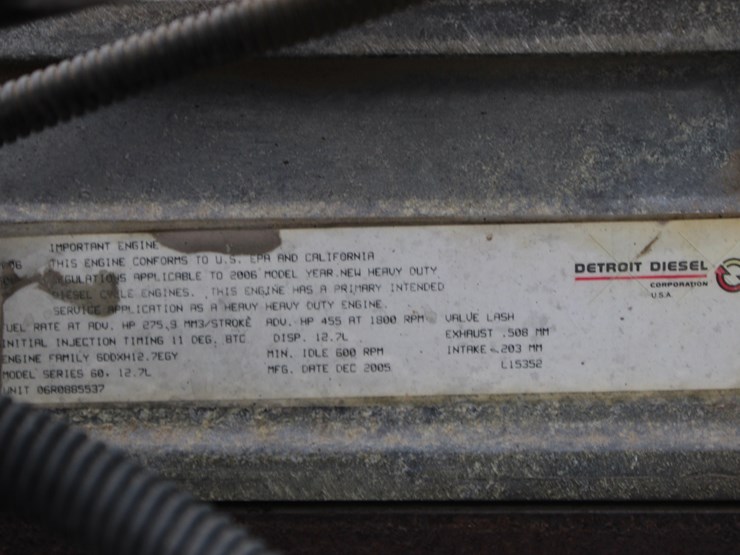 IMPORTANT ENGINE
06 THIS ENGINE CONFORMS TO U.S. EPA AND CALIFORNIA
REGULATIONS APPLICABLE TO 2006 MODEL YEAR.NEW HEAVY DUTY
DIESEL CYCLE ENGINES. THIS ENGINE HAS A PRIMARY INTENDED
SERVICE APPLICATION AS A HEAVY HEAVY DUTY ENGINE.
FUEL RATE AT ADV. HP 275.9 MM3/STROKE ADV. HP 455 AT 1800 RPM VALVE LASH
INITIAL INJECTION TIMING 11 DEG. BTC DISP. 12.7L EXHAUST .508 MM
ENGINE FAMILY 6DDXH12.7EGY MIN. IDLE 600 RPM INTAKE .203 MM
MODEL SERIES 60, 12.7L MFG. DATE DEC 2005 L15352
UNIT 06R0885537
DETROIT DIESEL
CORPORATION
U.S.A.